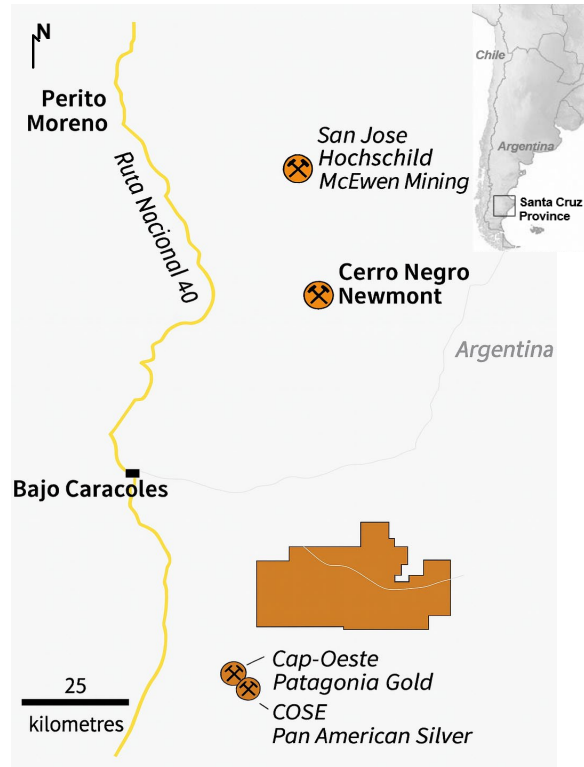 N
Perito
Moreno
Ruta Nacional 40
San Jose
Hochschild
McEwen Mining
Chile
Argentina
Santa Cruz
Province
Cerro Negro
Newmont
Argentina
Bajo Caracoles
Cap-Oeste
Patagonia Gold
COSE
Pan American Silver
25
kilometres